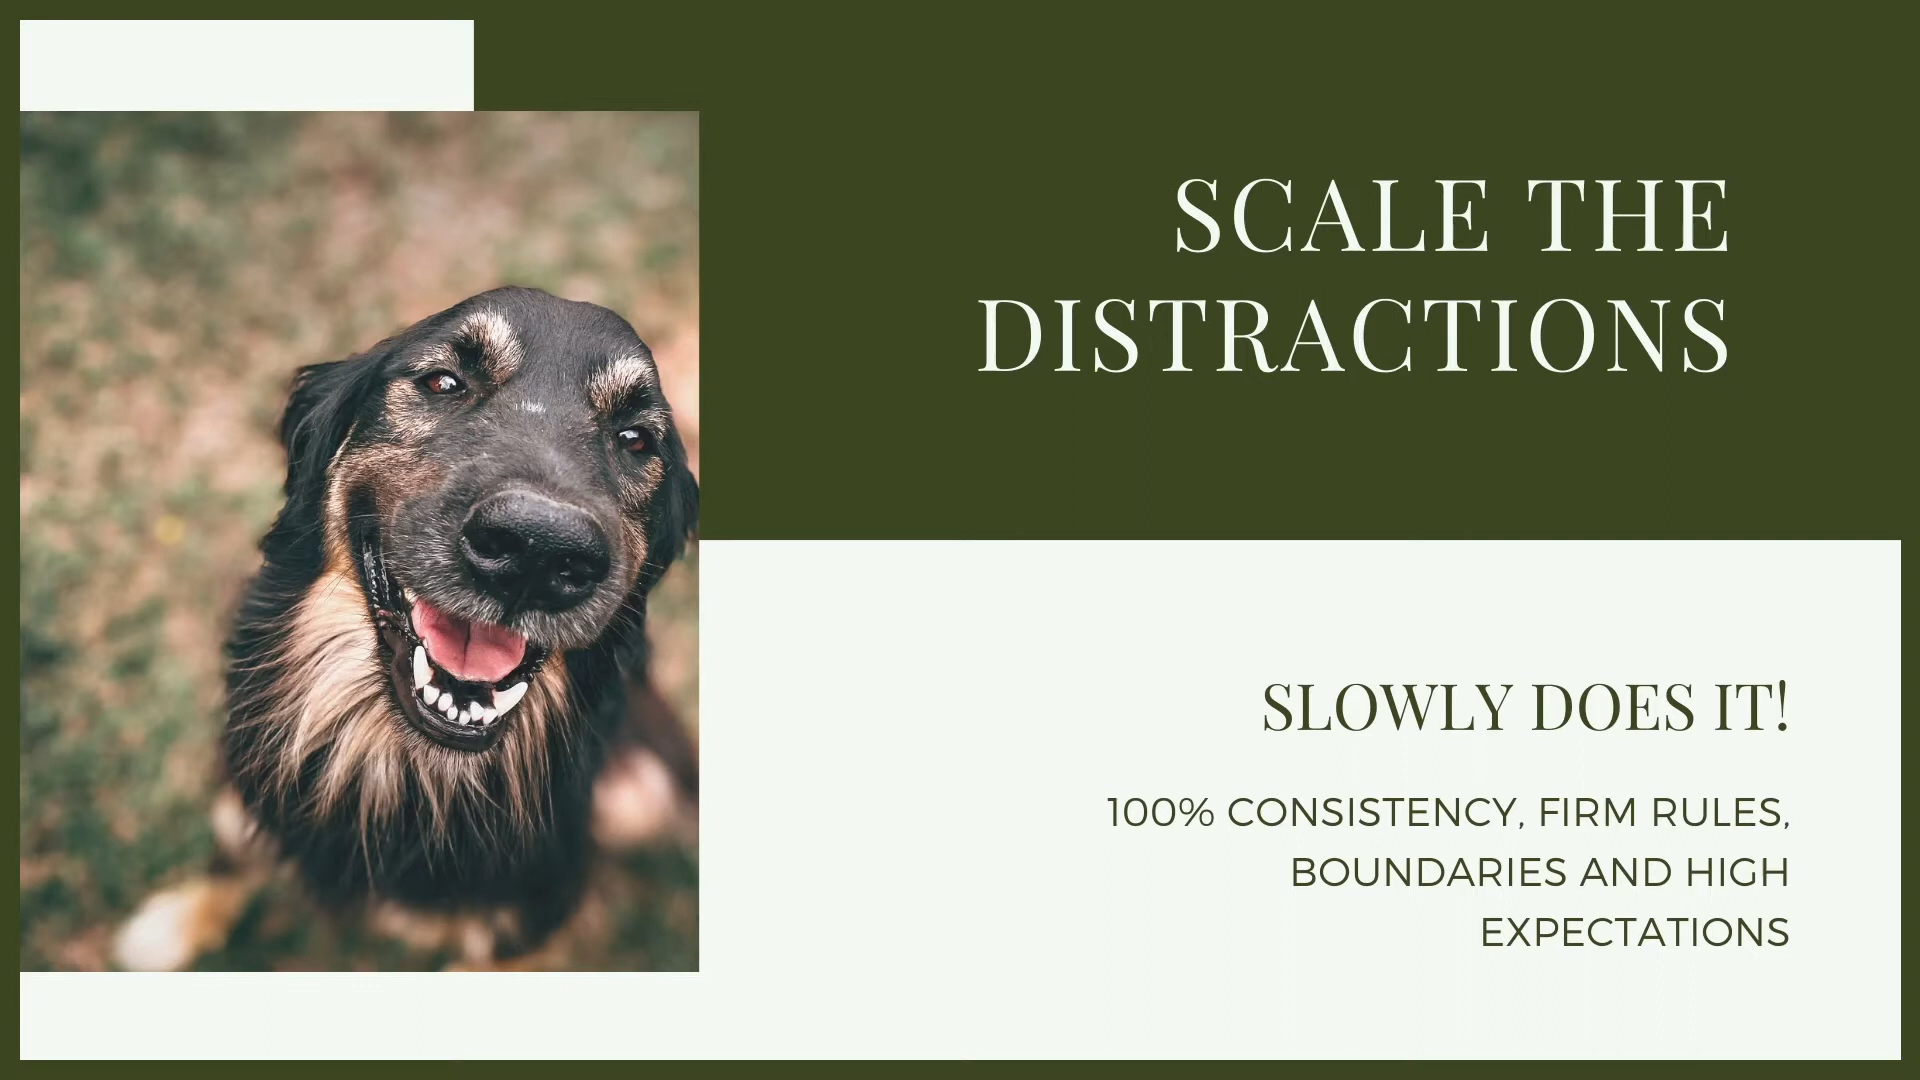 SCALE THE
DISTRACTIONS
SLOWLY DOES IT!
100% CONSISTENCY, FIRM RULES,
BOUNDARIES AND HIGH
EXPECTATIONS